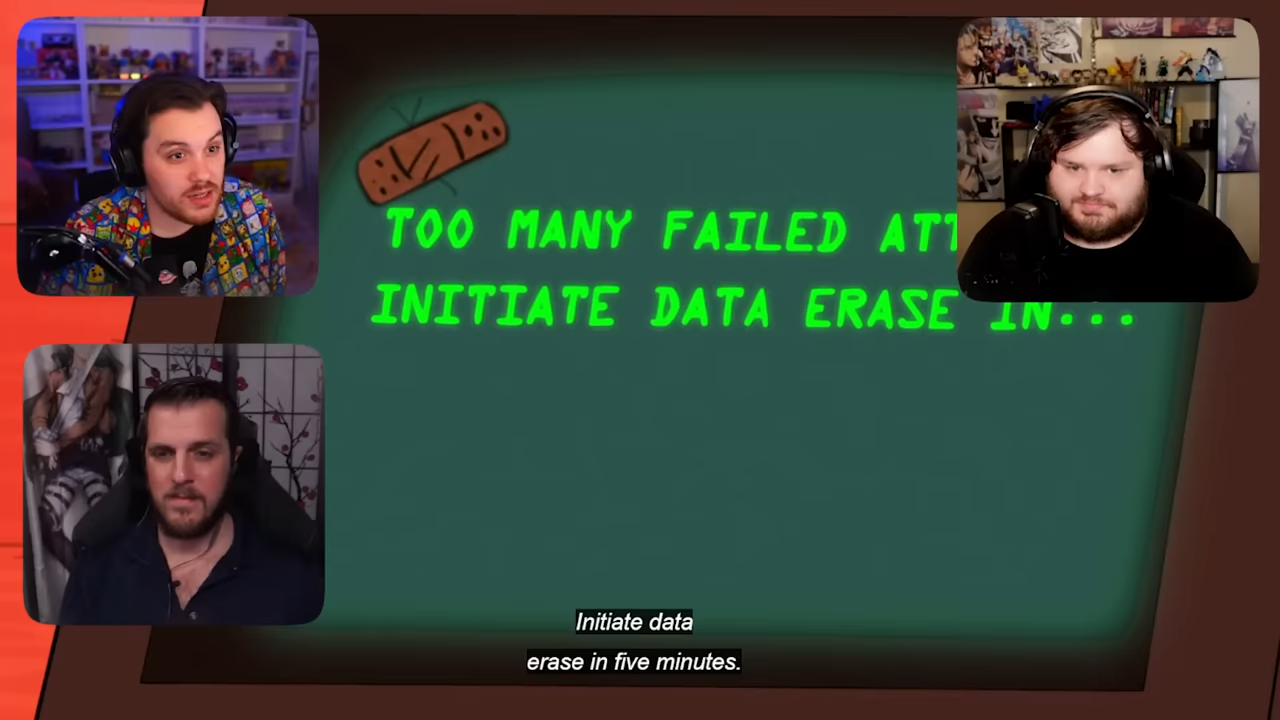 TOO MANY FAILED ATT
INITIATE DATA ERASE IN...
Initiate data
erase in five minutes.